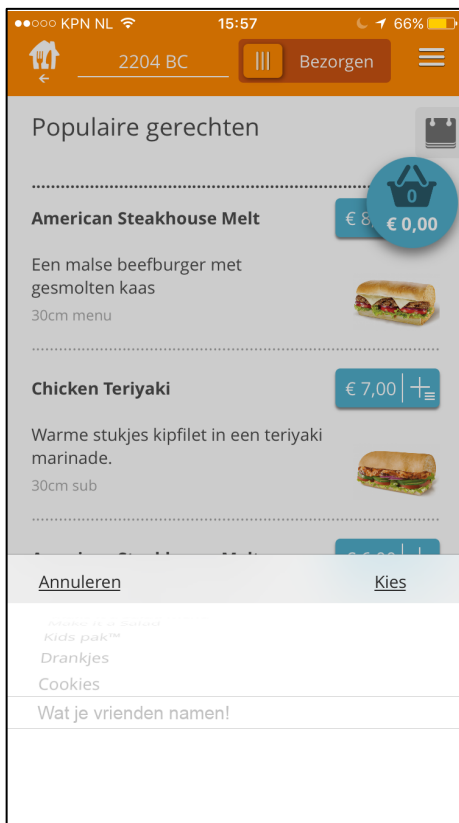 KPN NL 15:57 66%
2204 BC Bezorgen
Populaire gerechten
0
€ 0,00
American Steakhouse Melt € 8,
Een malse beefburger met
gesmolten kaas
30cm menu
Chicken Teriyaki € 7,00
Warme stukjes kipfilet in een teriyaki
marinade.
30cm sub
Annuleren Kies
Kids pak™
Drankjes
Cookies
Wat je vrienden namen!